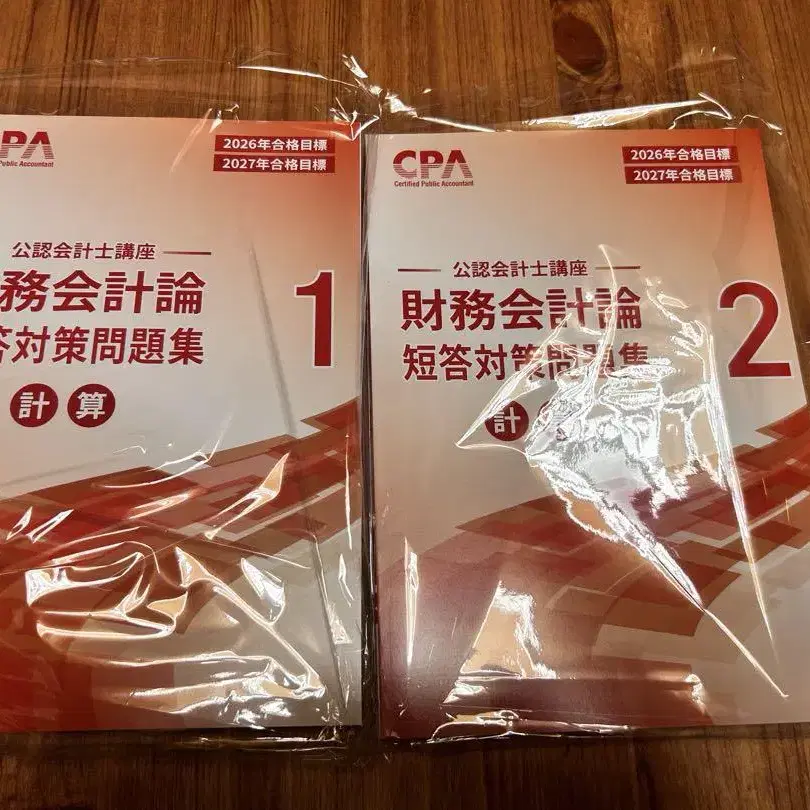 PA
Public Accountant
2026年合格目標
2027年合格目標
公認会計士講座
務会計論
答対策問題集
計算
1
CPA
Certified Public Accountant
2026年合格目標
2027年合格目標
公認会計士講座
財務会計論
短答対策問題集
計
2